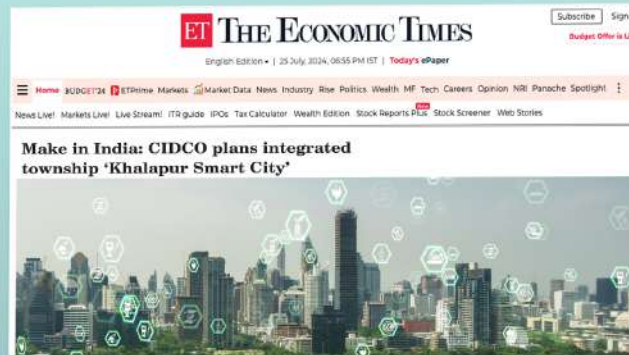 ET THE ECONOMIC TIMES
Subscribe Sign
Budget Offer is L
English Edition | 25 July, 2024, 06:55 PM IST | Today's ePaper
Home BUDGET'24 ETPrime Markets Market Data News Industry Rise Politics Wealth MF Tech Careers Opinion NRI Panache Spotlight
New
News Live! Markets Live! Live Stream! ITR guide IPOs Tax Calculator Wealth Edition Stock Reports Plus Stock Screener Web Stories
Make in India: CIDCO plans integrated
township ‘Khalapur Smart City’